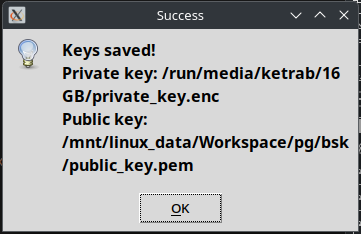 Success
Keys saved!
Private key: /run/media/ketrab/16
GB/private_key.enc
Public key:
/mnt/linux_data/Workspace/pg/bsk
/public_key.pem
OK